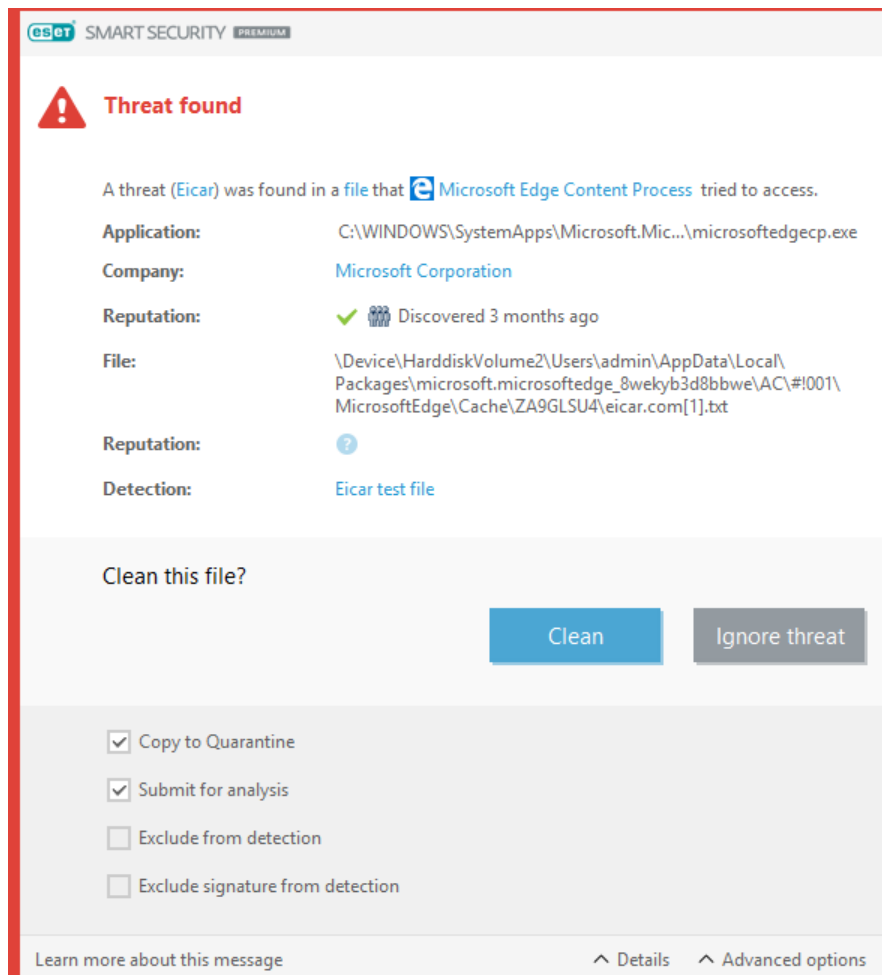 eset SMART SECURITY PREMIUM
Threat found
A threat (Eicar) was found in a file that Microsoft Edge Content Process tried to access.
Application: C:\WINDOWS\SystemApps\Microsoft.Mic...\microsoftedgecp.exe
Company: Microsoft Corporation
Reputation: Discovered 3 months ago
File: \Device\HarddiskVolume2\Users\admin\AppData\Local\
Packages\microsoft.microsoftedge_8wekyb3d8bbwe\AC\#!001\
MicrosoftEdge\Cache\ZA9GLSU4\eicar.com[1].txt
Reputation: ?
Detection: Eicar test file
Clean this file?
Clean Ignore threat
Copy to Quarantine
Submit for analysis
Exclude from detection
Exclude signature from detection
Learn more about this message Details Advanced options